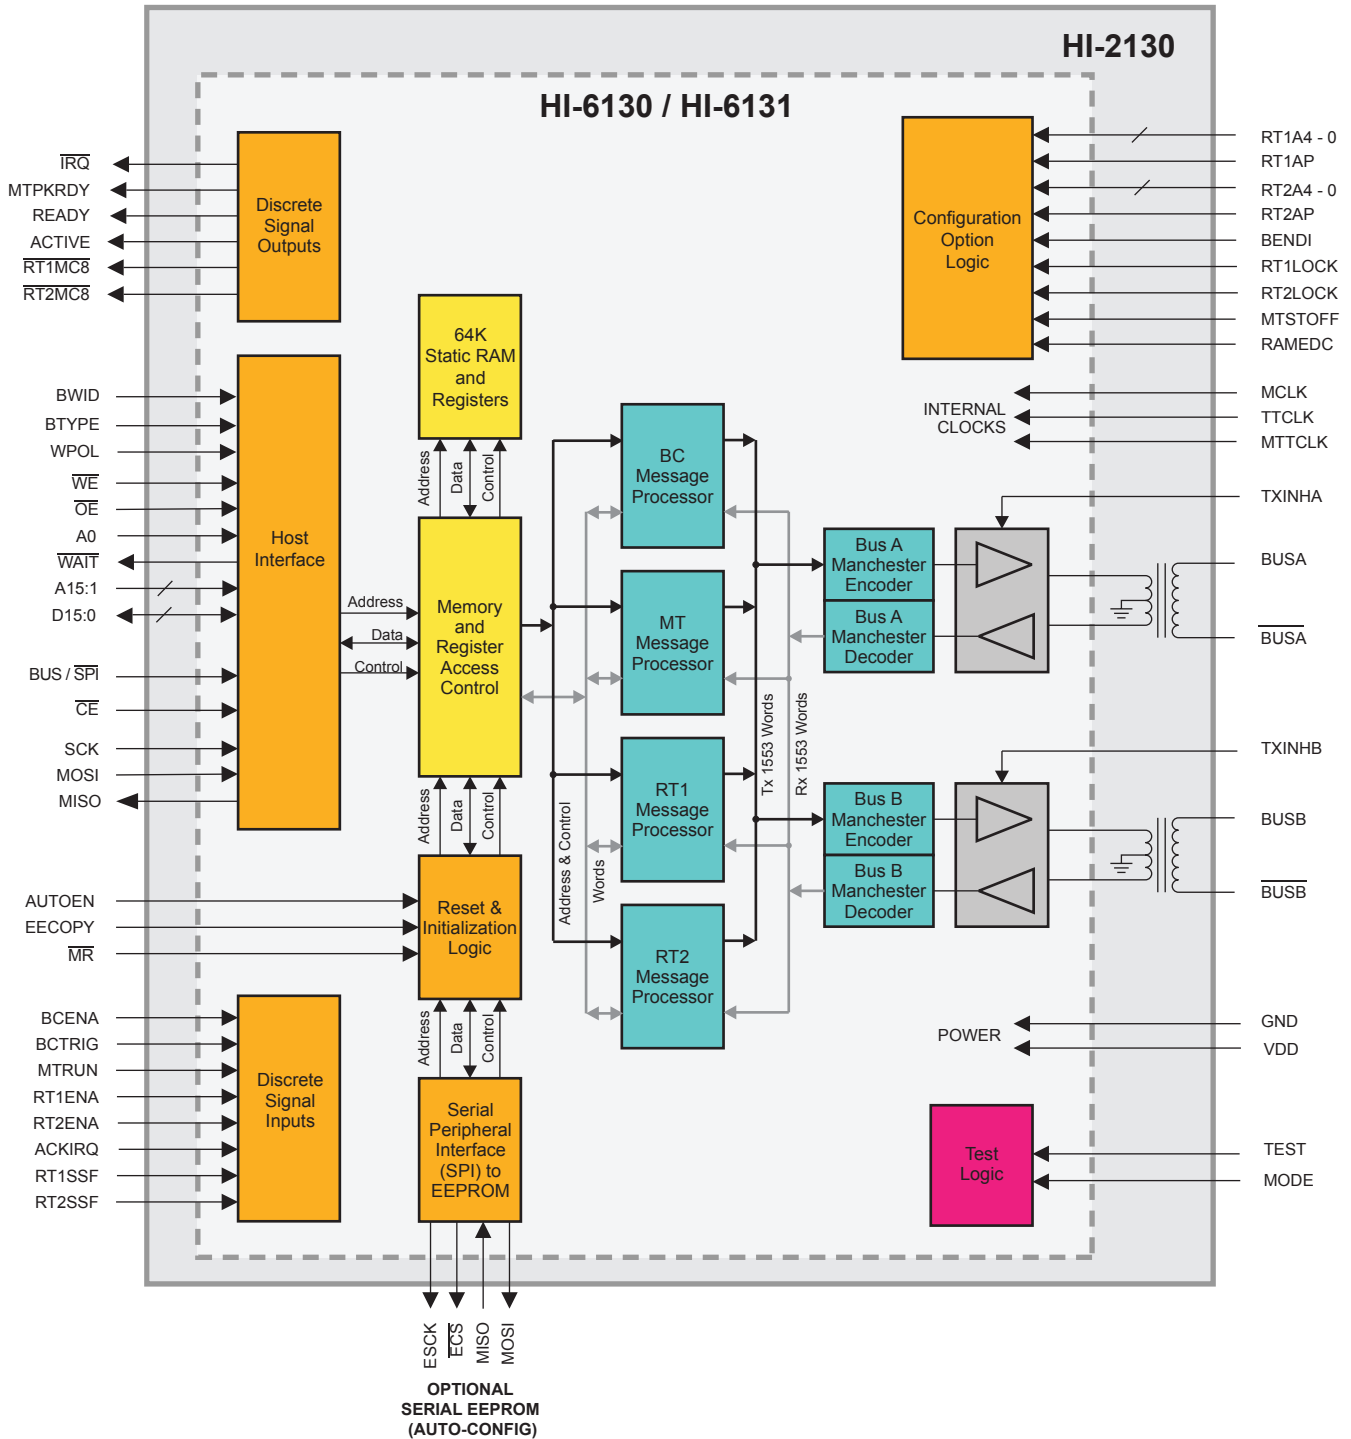 HI-2130
HI-6130 / HI-6131
IRQ
MTPKRDY
READY
ACTIVE
RT1MC8
RT2MC8
Discrete
Signal
Outputs
Configuration
Option
Logic
RT1A4 - 0
RT1AP
RT2A4 - 0
RT2AP
BENDI
RT1LOCK
RT2LOCK
MTSTOFF
RAMEDC
INTERNAL
CLOCKS
MCLK
TTCLK
MTTCLK
BWID
BTYPE
WPOL
WE
OE
A0
WAIT
A15:1
D15:0
BUS / SPI
CE
SCK
MOSI
MISO
Host
Interface
Address
Data
Control
64K
Static RAM
and
Registers
Address
Data
Control
Memory
and
Register
Access
Control
Address
Data
Control
AUTOEN
EECOPY
MR
Reset &
Initialization
Logic
Address
Data
Control
Serial
Peripheral
Interface
(SPI) to
EEPROM
BCENA
BCTRIG
MTRUN
RT1ENA
RT2ENA
ACKIRQ
RT1SSF
RT2SSF
Discrete
Signal
Inputs
BC
Message
Processor
MT
Message
Processor
RT1
Message
Processor
RT2
Message
Processor
Address & Control
Words
Tx 1553 Words
Rx 1553 Words
Bus A
Manchester
Encoder
Bus A
Manchester
Decoder
Bus B
Manchester
Encoder
Bus B
Manchester
Decoder
TXINHA
BUSA
BUSA
TXINHB
BUSB
BUSB
POWER
GND
VDD
Test
Logic
TEST
MODE
ESCK
ECS
MISO
MOSI
OPTIONAL
SERIAL EEPROM
(AUTO-CONFIG)